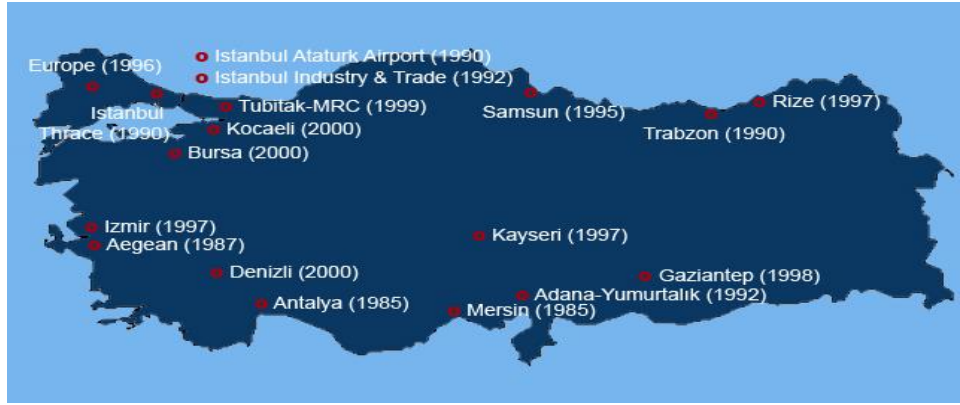 Istanbul Ataturk Airport (1990)
Europe (1996)
Istanbul Industry & Trade (1992)
Rize (1997)
Tubitak-MRC (1999)
Samsun (1995)
Istanbul
Thrace (1990)
Trabzon (1990)
Kocaeli (2000)
Bursa (2000)
Izmir (1997)
Kayseri (1997)
Aegean (1987)
Denizli (2000)
Gaziantep (1998)
Adana-Yumurtalık (1992)
Antalya (1985)
Mersin (1985)